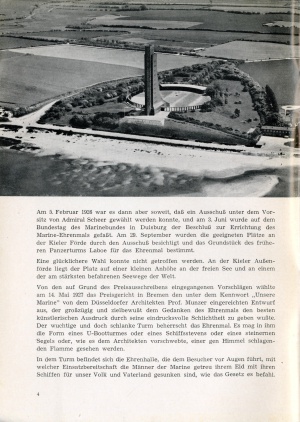 Am 5. Februar 1926 war es dann aber soweit, daß ein Ausschuß unter dem Vor-
sitz von Admiral Scheer gewählt werden konnte, und am 3. Juni wurde auf dem
Bundestag des Marinebundes in Duisburg der Beschluß zur Errichtung des
Marine-Ehrenmals gefaßt. Am 29. September wurden die geeigneten Plätze an
der Kieler Förde durch den Ausschuß besichtigt und das Grundstück des frühe-
ren Panzerturms Laboe für das Ehrenmal bestimmt.
Eine glücklichere Wahl konnte nicht getroffen werden. An der Kieler Außen-
förde liegt der Platz auf einer kleinen Anhöhe an der freien See und an einem
der am stärksten befahrenen Seewege der Welt.
Von den auf Grund des Preisausschreibens eingegangenen Vorschlägen wählte
am 14. Mai 1927 das Preisgericht in Bremen den unter dem Kennwort „Unsere
Marine" von dem Düsseldorfer Architekten Prof. Munzer eingereichten Entwurf
aus, der großzügig und zielbewußt dem Gedanken des Ehrenmals den besten
künstlerischen Ausdruck durch seine eindrucksvolle Schlichtheit zu geben wußte.
Der wuchtige und doch schlanke Turm beherrscht das Ehrenmal. Es mag in ihm
die Form eines U-Bootturmes oder eines Schiffsstevens oder eines steinernen
Segels oder, wie es dem Architekten vorschwebte, einer gen Himmel schlagen-
den Flamme gesehen werden.
In dem Turm befindet sich die Ehrenhalle, die dem Besucher vor Augen führt, mit
welcher Einsatzbereitschaft die Männer der Marine getreu ihrem Eid mit ihren
Schiffen für unser Volk und Vaterland gesunken sind, wie das Gesetz es befahl.
4